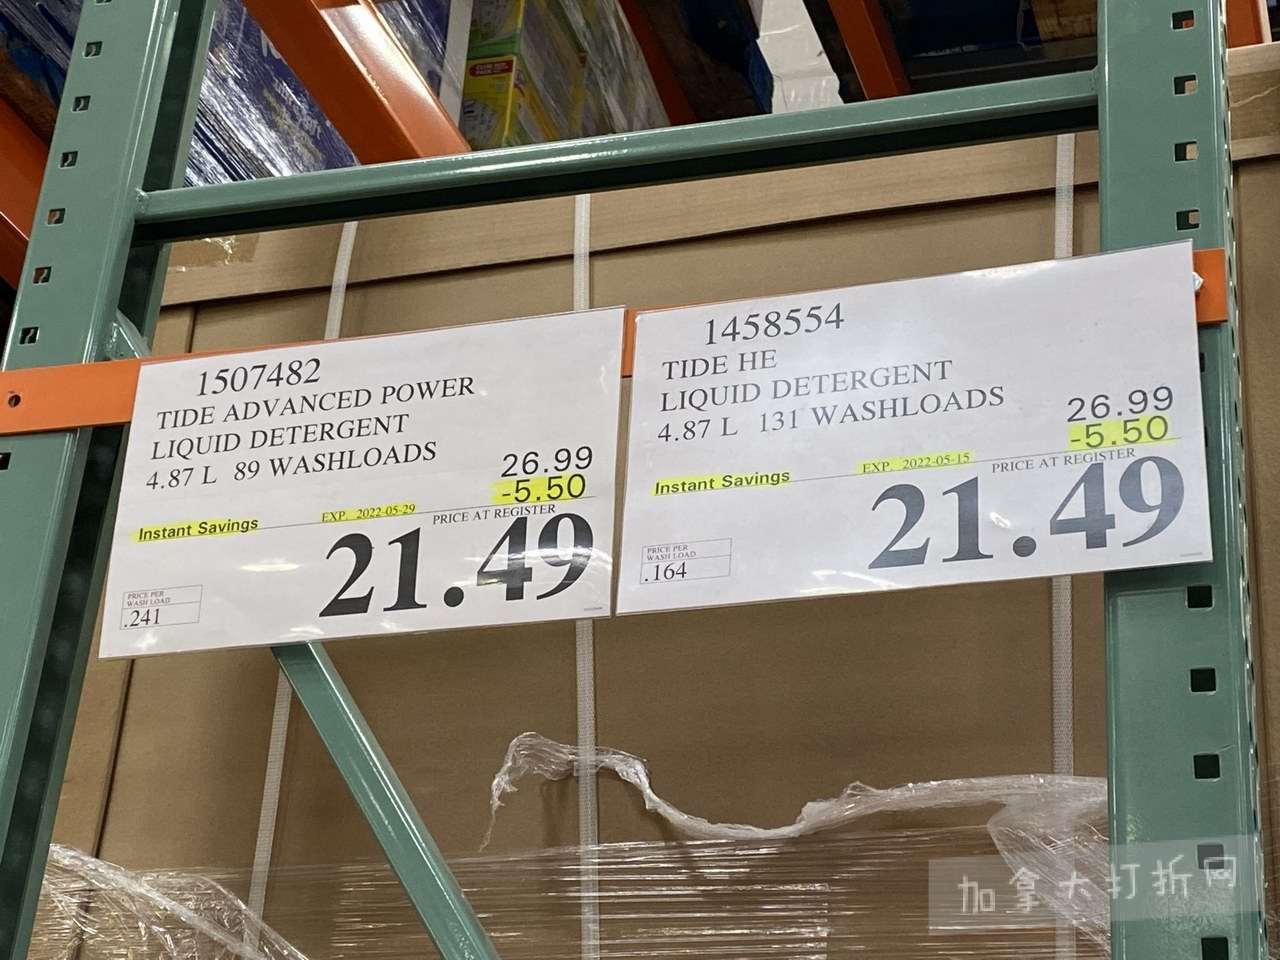 1507482
TIDE ADVANCED POWER
LIQUID DETERGENT
4.87 L 89 WASHLOADS
26.99
-5.50
Instant Savings
EXP. 2022-05-29
PRICE AT REGISTER
21.49
PRICE PER
WASH LOAD
.241
1458554
TIDE HE
LIQUID DETERGENT
4.87 L 131 WASHLOADS
26.99
-5.50
Instant Savings
EXP. 2022-05-15
PRICE AT REGISTER
21.49
PRICE PER
WASH LOAD
.164
加拿大打折网